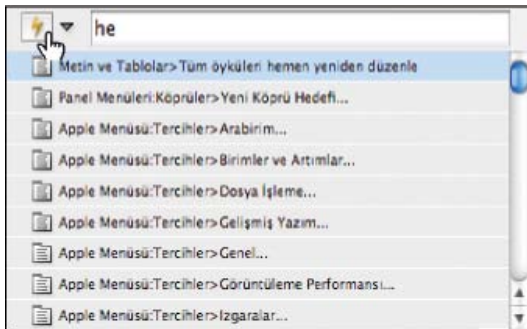 he
Metin ve Tablolar>Tüm öyküleri hemen yeniden düzenle
Panel Menüleri:Köprüler>Yeni Köprü Hedefi...
Apple Menüsü:Tercihler>Arabirim...
Apple Menüsü:Tercihler>Birimler ve Artımlar...
Apple Menüsü:Tercihler>Dosya İşleme...
Apple Menüsü:Tercihler>Gelişmiş Yazım...
Apple Menüsü:Tercihler>Genel...
Apple Menüsü:Tercihler>Görüntüleme Performansı...
Apple Menüsü:Tercihler>Izgaralar...